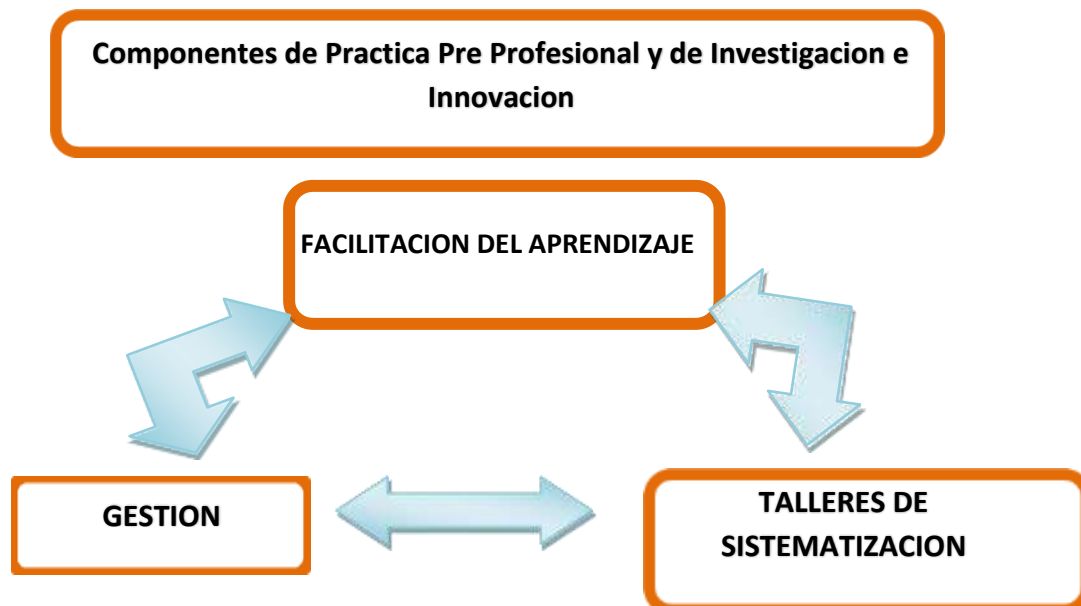 Componentes de Practica Pre Profesional y de Investigacion e
Innovacion
FACILITACION DEL APRENDIZAJE
GESTION
TALLERES DE
SISTEMATIZACION